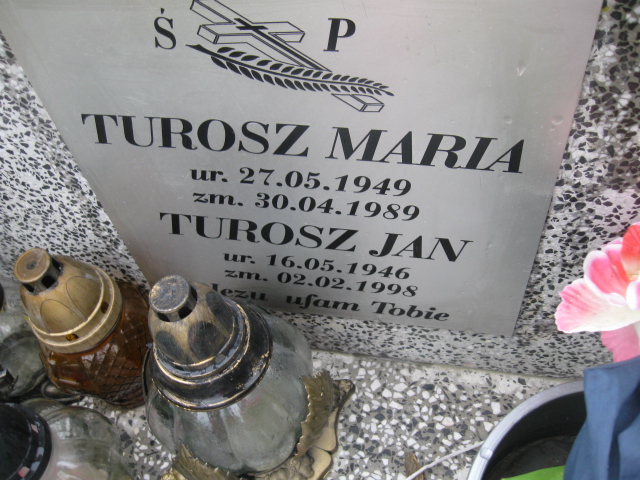 Ś P
TUROSZ MARIA
ur. 27.05.1949
zm. 30.04.1989
TUROSZ JAN
ur. 16.05.1946
zm. 02.02.1998
Jezu ufam Tobie